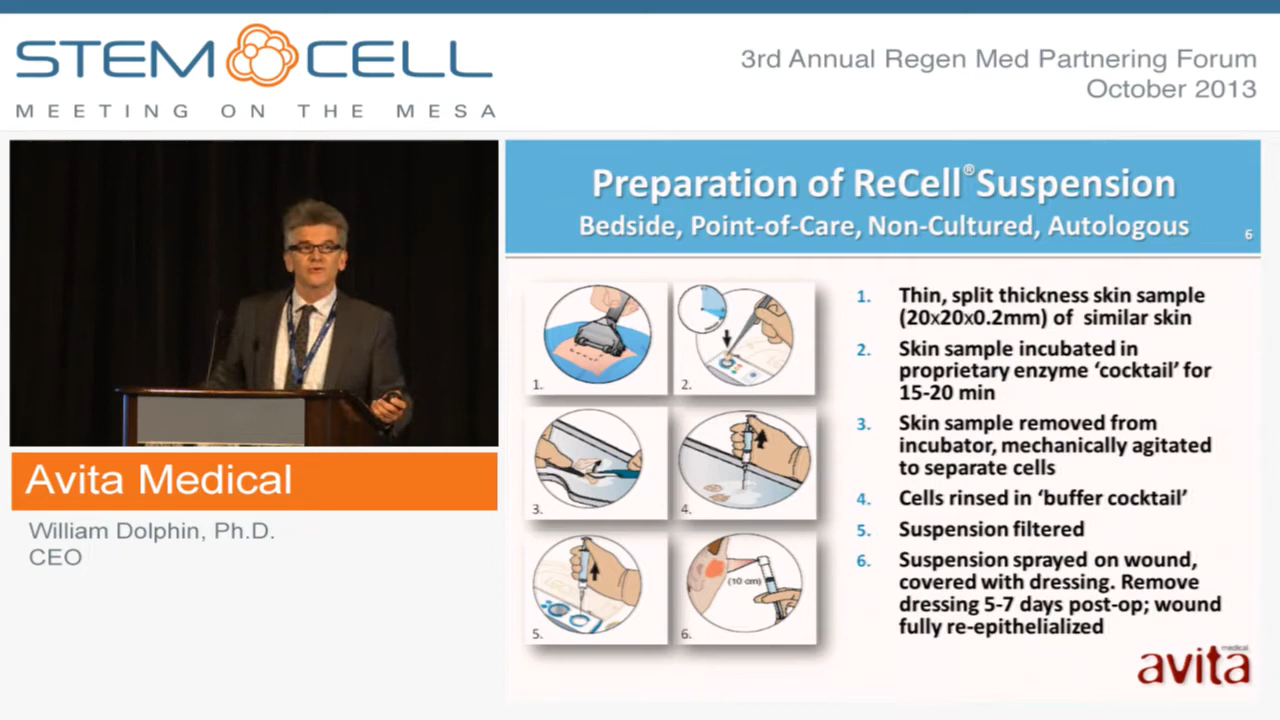 STEM CELL
MEETING ON THE MESA
3rd Annual Regen Med Partnering Forum
October 2013
Avita Medical
William Dolphin, Ph.D.
CEO
Preparation of ReCell® Suspension
Bedside, Point-of-Care, Non-Cultured, Autologous
6
1.
2.
3.
4.
5.
6.
(10 cm)
1. Thin, split thickness skin sample
(20x20x0.2mm) of similar skin
2. Skin sample incubated in
proprietary enzyme ‘cocktail’ for
15-20 min
3. Skin sample removed from
incubator, mechanically agitated
to separate cells
4. Cells rinsed in ‘buffer cocktail’
5. Suspension filtered
6. Suspension sprayed on wound,
covered with dressing. Remove
dressing 5-7 days post-op; wound
fully re-epithelialized
avita medical